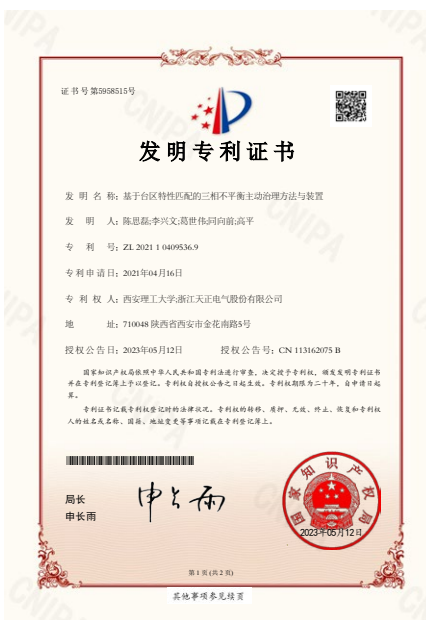 证书号第5958515号
发明专利证书
发明名称：基于台区特性匹配的三相不平衡主动治理方法与装置
发明人：陈思磊;李兴文;葛世伟;同向前;高平
专利号：ZL 2021 1 0409536.9
专利申请日：2021年04月16日
专利权人：西安理工大学;浙江天正电气股份有限公司
地址：710048 陕西省西安市金花南路5号
授权公告日：2023年05月12日 授权公告号：CN 113162075 B
国家知识产权局依照中华人民共和国专利法进行审查，决定授予专利权，颁发发明专利证书
并在专利登记簿上予以登记。专利权自授权公告之日起生效。专利权期限为二十年，自申请日起
算。
专利证书记载专利权登记时的法律状况。专利权的转移、质押、无效、终止、恢复和专利权
人的姓名或名称、国籍、地址变更等事项记载在专利登记簿上。
局长
申长雨
申长雨
国家知识产权局
2023年05月12日
第 1 页 (共 2 页)
其他事项参见续页
CNIPA
CNIPA
CNIPA
CNIPA